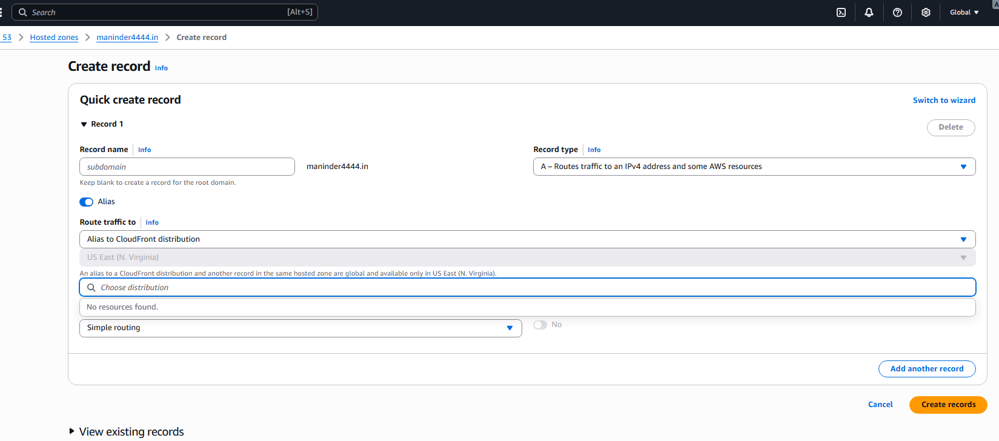 Search [Alt+S] Global
53 Hosted zones maninder4444.in Create record
Create record Info
Quick create record Switch to wizard
Record 1 Delete
Record name Info Record type Info
subdomain maninder4444.in A – Routes traffic to an IPv4 address and some AWS resources
Keep blank to create a record for the root domain.
Alias
Route traffic to Info
Alias to CloudFront distribution
US East (N. Virginia)
An alias to a CloudFront distribution and another record in the same hosted zone are global and available only in US East (N. Virginia).
Choose distribution
No resources found.
Simple routing No
Add another record
Cancel Create records
View existing records